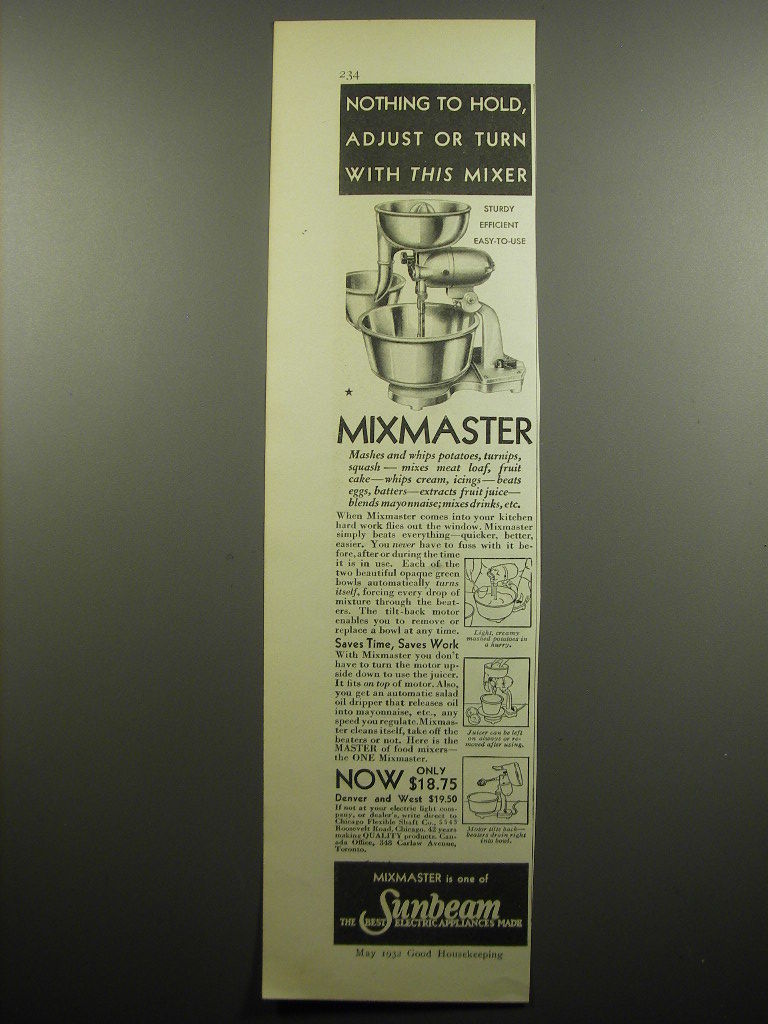 234
NOTHING TO HOLD,
ADJUST OR TURN
WITH THIS MIXER
STURDY
EFFICIENT
EASY-TO-USE
★
MIXMASTER
Mashes and whips potatoes, turnips,
squash — mixes meat loaf, fruit
cake—whips cream, icings—beats
eggs, batters—extracts fruit juice—
blends mayonnaise; mixes drinks, etc.
When Mixmaster comes into your kitchen
hard work flies out the window. Mixmaster
simply beats everything—quicker, better,
easier. You never have to fuss with it be-
fore, after or during the time
it is in use. Each of the
two beautiful opaque green
bowls automatically turns
itself, forcing every drop of
mixture through the beat-
ers. The tilt-back motor
enables you to remove or
replace a bowl at any time.
Light, creamy
mashed potatoes in
a hurry.
Saves Time, Saves Work
With Mixmaster you don't
have to turn the motor up-
side down to use the juicer.
It fits on top of motor. Also,
you get an automatic salad
oil dripper that releases oil
into mayonnaise, etc., any
speed you regulate. Mixmas-
ter cleans itself, take off the
beaters or not. Here is the
MASTER of food mixers—
the ONE Mixmaster.
Juicer can be left
on always or re-
moved after using.
NOW ONLY
$18.75
Denver and West $19.50
If not at your electric light com-
pany, or dealer's, write direct to
Chicago Flexible Shaft Co., 5543
Roosevelt Road, Chicago. 42 years
making QUALITY products. Can-
ada Office, 348 Carlaw Avenue,
Toronto.
Motor tilts back—
beaters drain right
into bowl.
MIXMASTER is one of
Sunbeam
THE BEST ELECTRIC APPLIANCES MADE
May 1932 Good Housekeeping